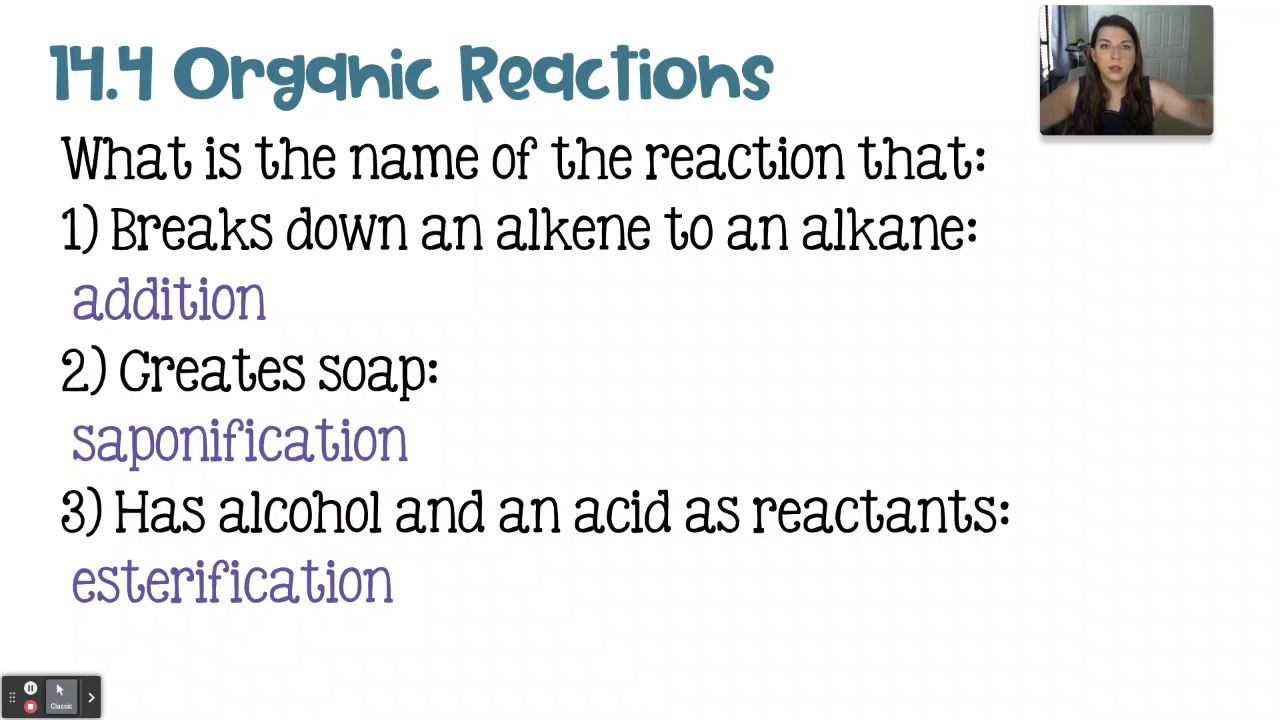 14.4 Organic Reactions
What is the name of the reaction that:
1) Breaks down an alkene to an alkane:
addition
2) Creates soap:
saponification
3) Has alcohol and an acid as reactants:
esterification
Classic